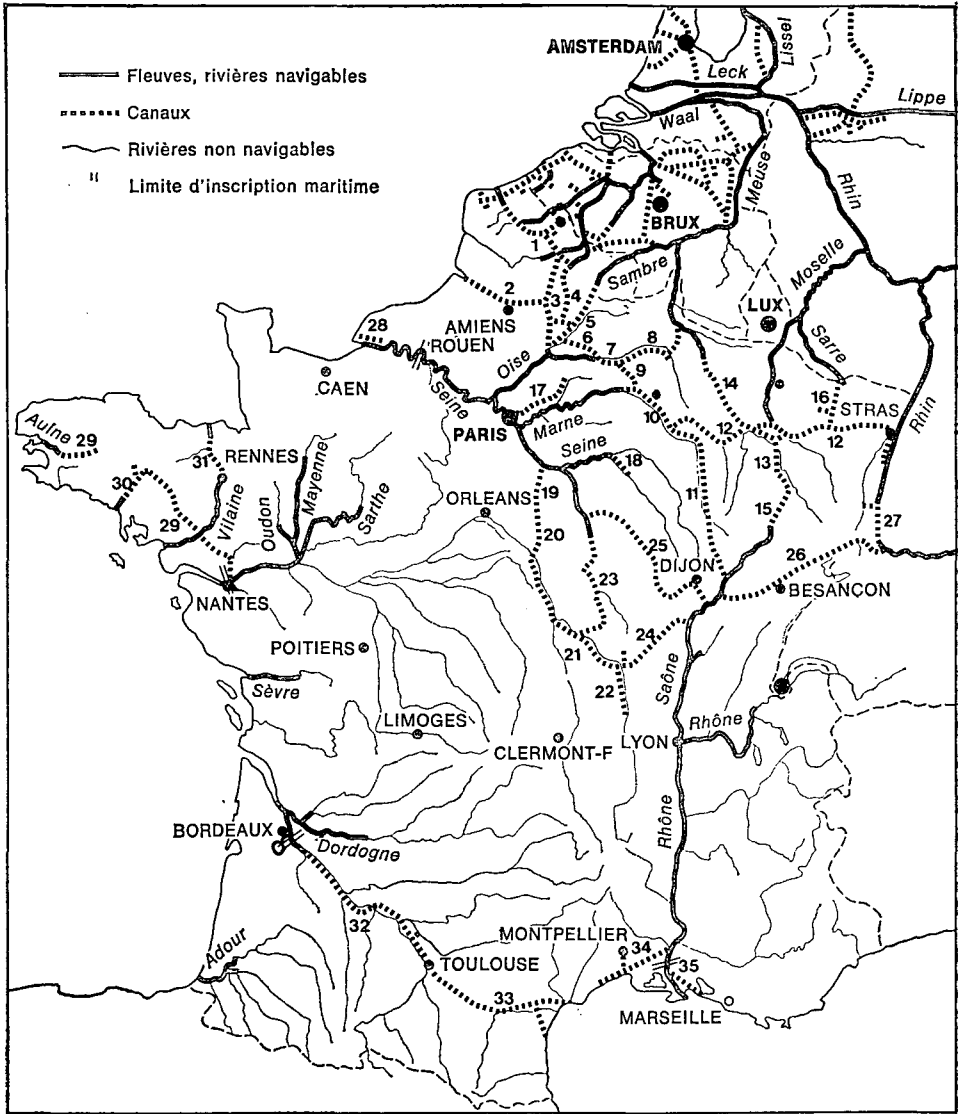 Fleuves, rivières navigables
Canaux
Rivières non navigables
Limite d'inscription maritime
AMSTERDAM
Lissel
Leck
Lippe
Waal
Meuse
Rhin
BRUX
1
Sambre
Moselle
2
3
4
LUX
AMIENS
5
28
ROUEN
6
7
8
Sarre
Oise
9
14
CAEN
Seine
17
16
STRAS
10
PARIS
Marne
12
12
Rhin
Aulne
29
Seine
18
13
31
RENNES
Mayenne
30
ORLEANS
19
11
15
Sarthe
29
Vilaine
Oudon
20
25
27
DIJON
26
NANTES
23
BESANÇON
POITIERS
24
21
Sèvre
22
Saône
LIMOGES
Rhône
CLERMONT-F
LYON
Rhône
BORDEAUX
Dordogne
32
MONTPELLIER
34
Adour
TOULOUSE
35
33
MARSEILLE